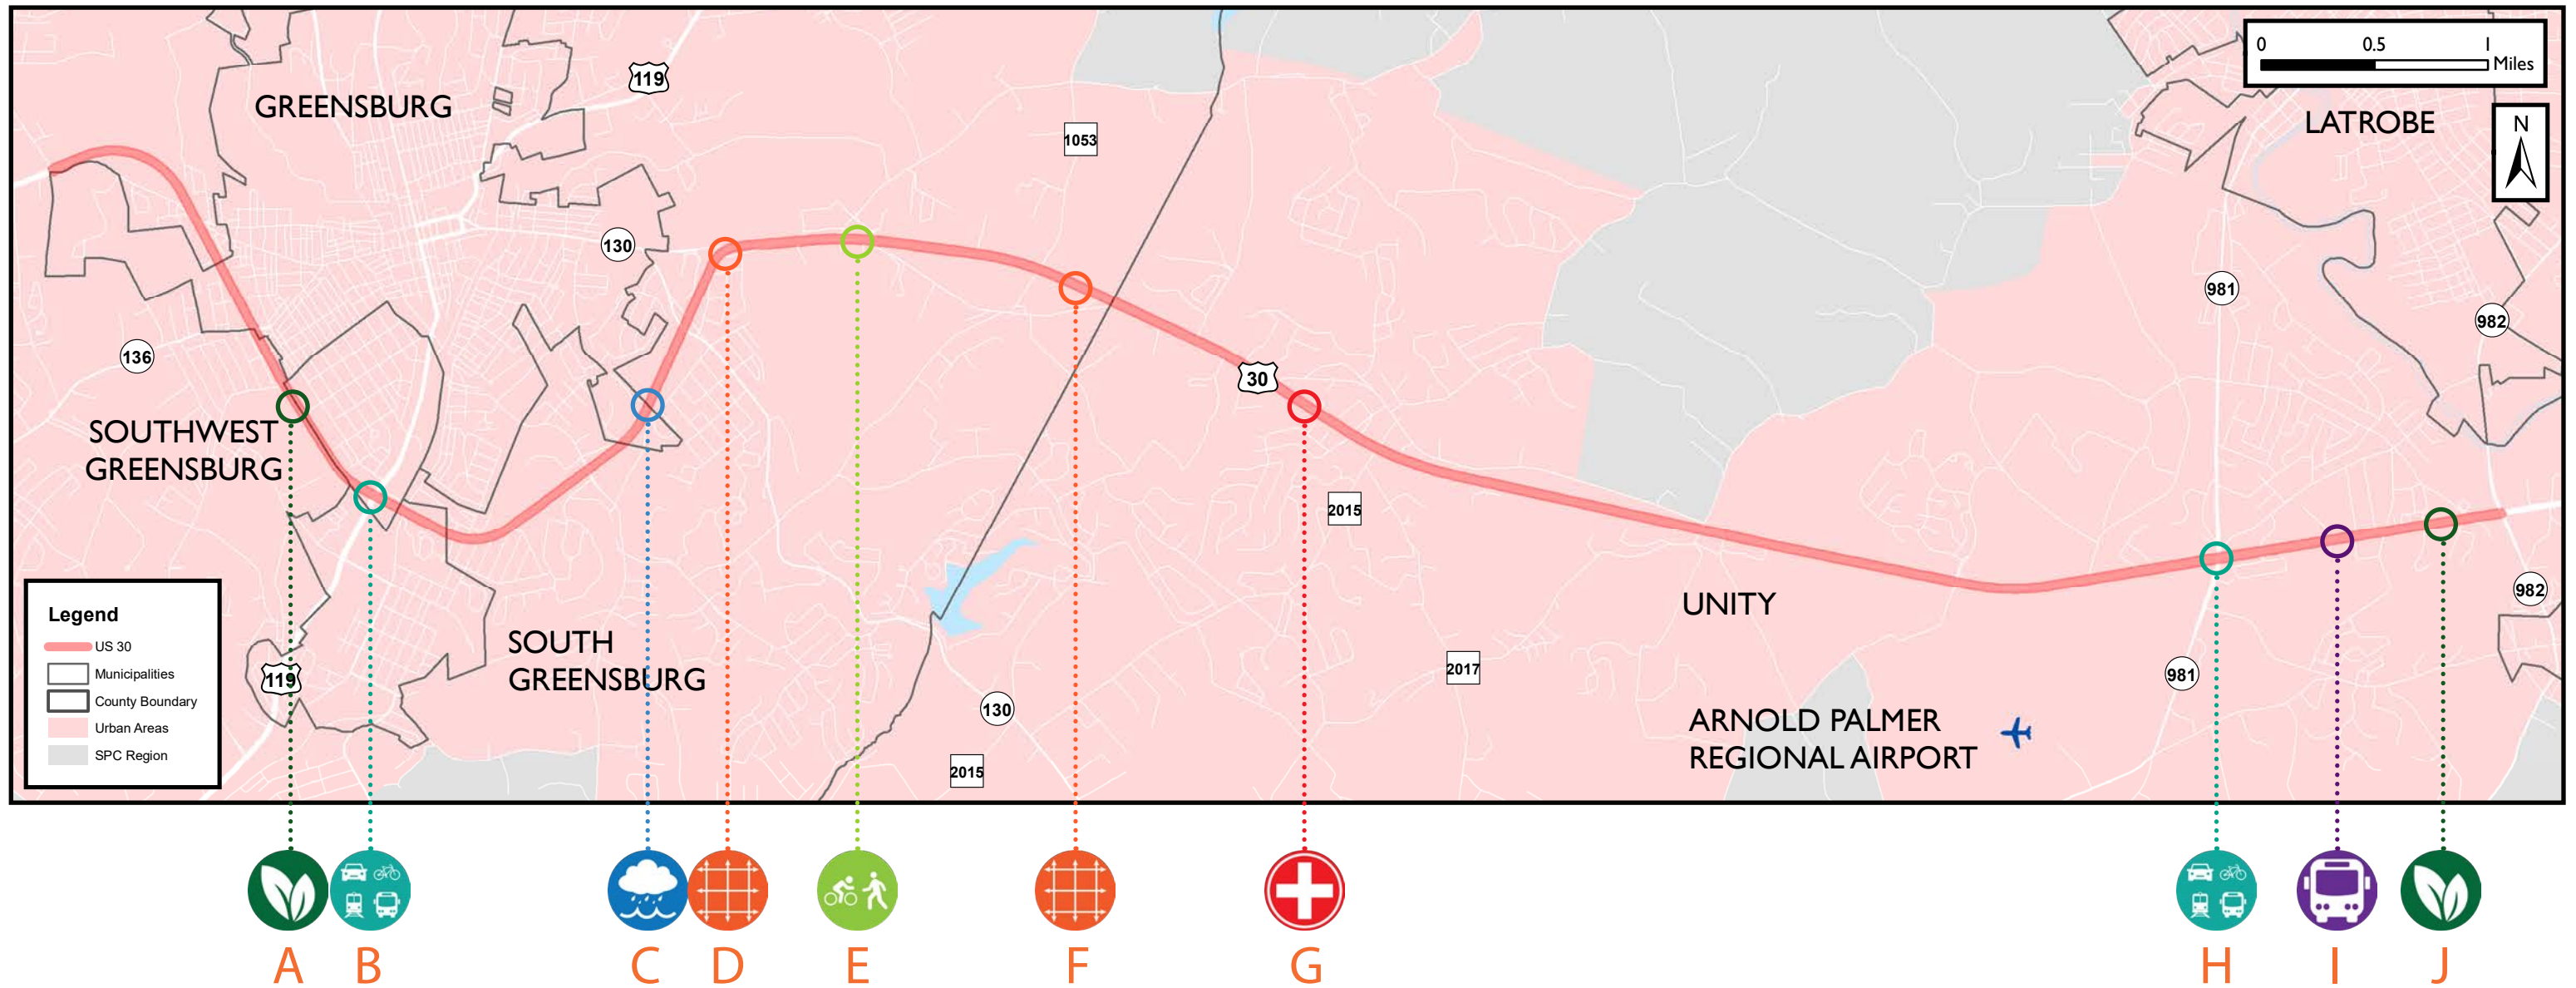 GREENSBURG
119
1053
0 0.5 1
Miles
N
LATROBE
130
136
30
981
982
SOUTHWEST
GREENSBURG
2015
UNITY
982
Legend
US 30
Municipalities
County Boundary
Urban Areas
SPC Region
119
SOUTH
GREENSBURG
2017
981
130
2015
ARNOLD PALMER
REGIONAL AIRPORT
A B C D E F G H I J